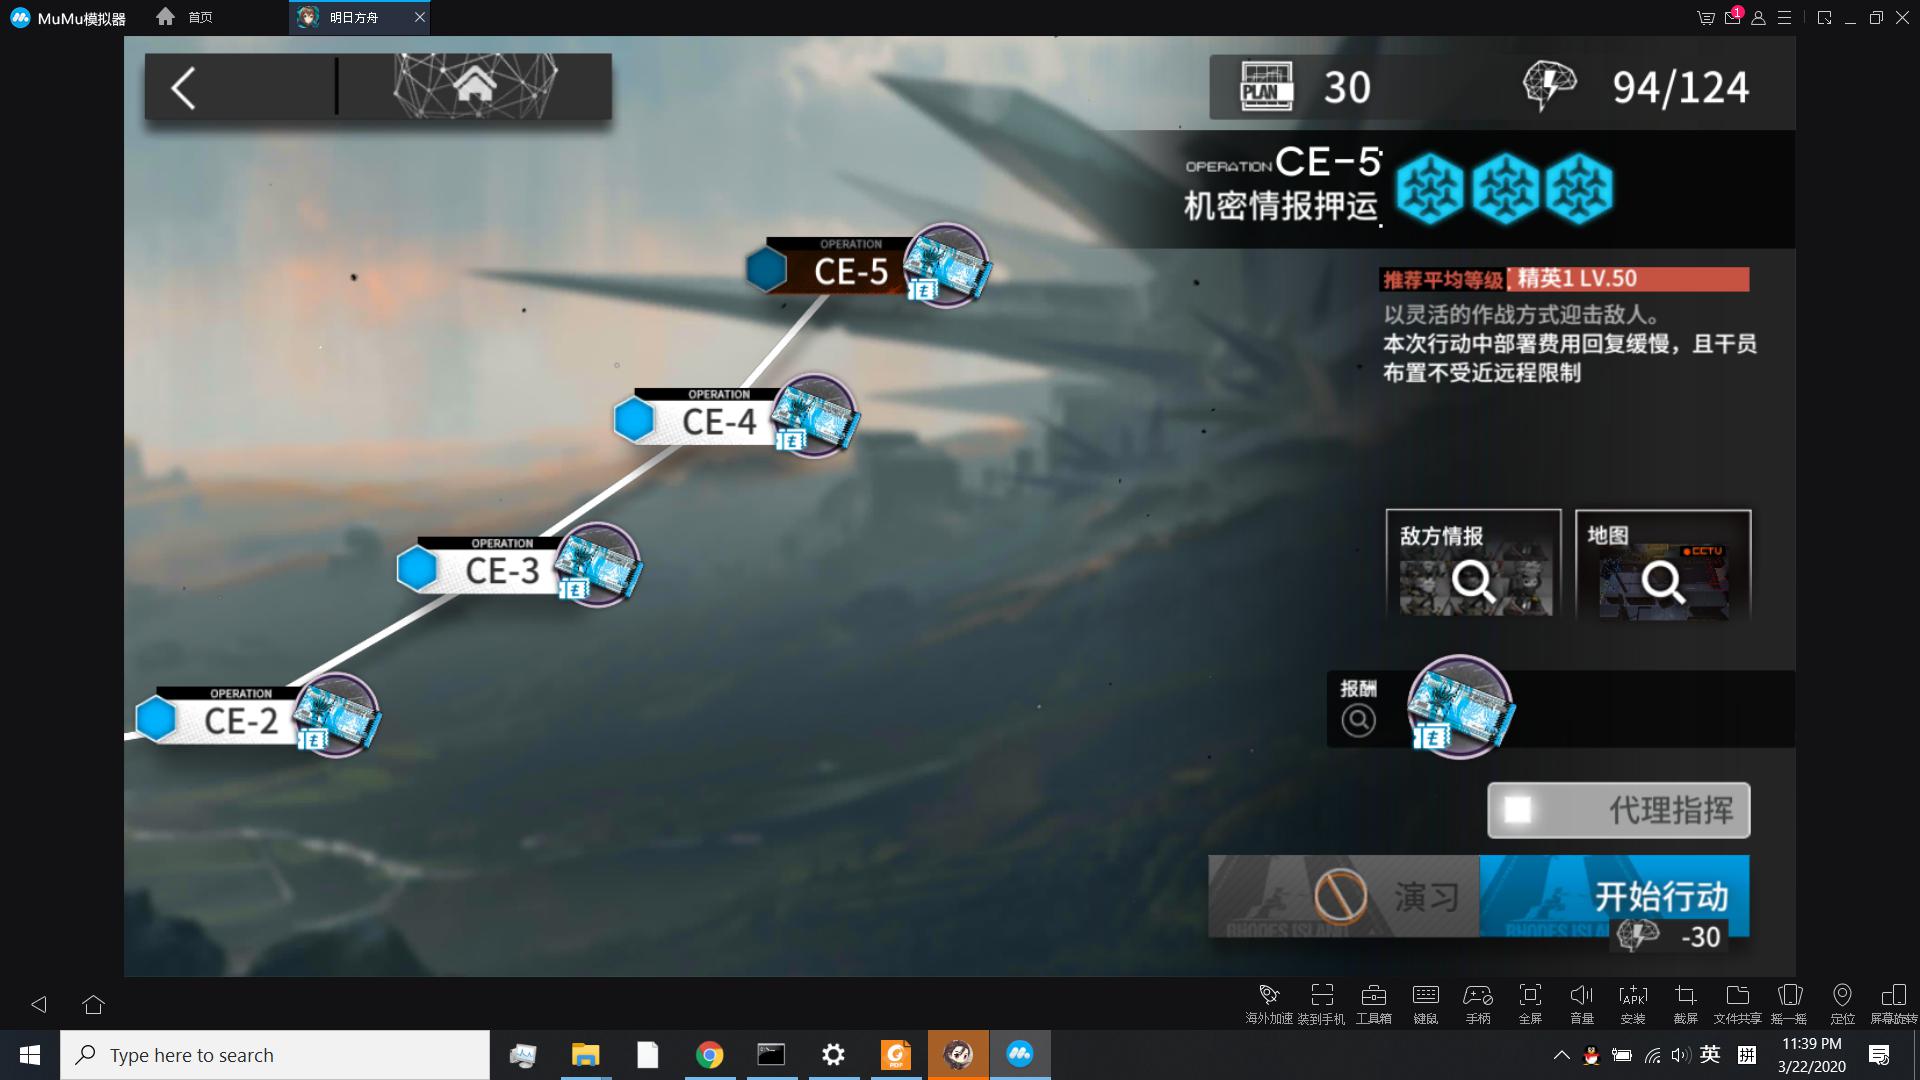 MuMu模拟器
首页
明日方舟
1
PLAN
30
94/124
OPERATION CE-5
机密情报押运
推荐平均等级 精英1 LV.50
以灵活的作战方式迎击敌人。
本次行动中部署费用回复缓慢，且干员
布置不受近远程限制
OPERATION
CE-5
OPERATION
CE-4
OPERATION
CE-3
OPERATION
CE-2
敌方情报
地图
CCTV
报酬
代理指挥
演习
RHODES ISLAND
开始行动
-30
海外加速
装到手机
工具箱
键鼠
手柄
全屏
音量
APK
安装
截屏
文件共享
摇一摇
定位
屏幕旋转
Type here to search
英
拼
11:39 PM
3/22/2020